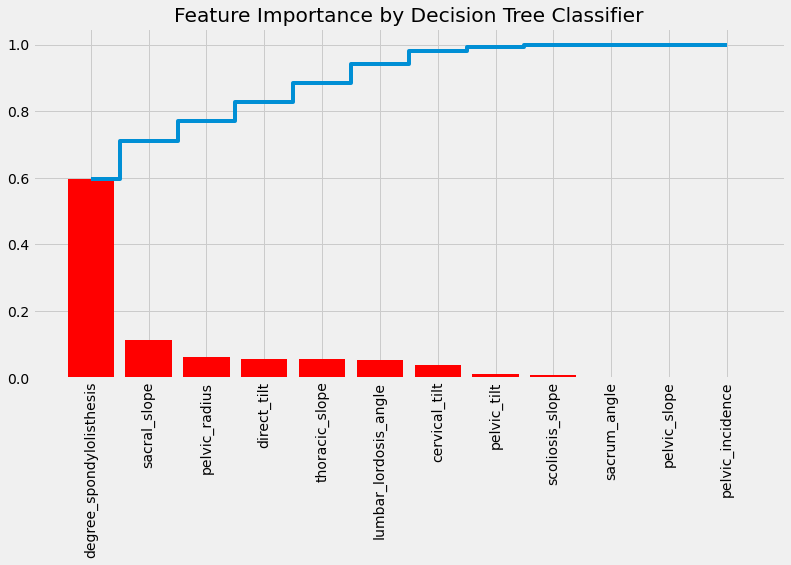 Feature Importance by Decision Tree Classifier
1.0
0.8
0.6
0.4
0.2
0.0
degree_spondylolisthesis
sacral_slope
pelvic_radius
direct_tilt
thoracic_slope
lumbar_lordosis_angle
cervical_tilt
pelvic_tilt
scoliosis_slope
sacrum_angle
pelvic_slope
pelvic_incidence